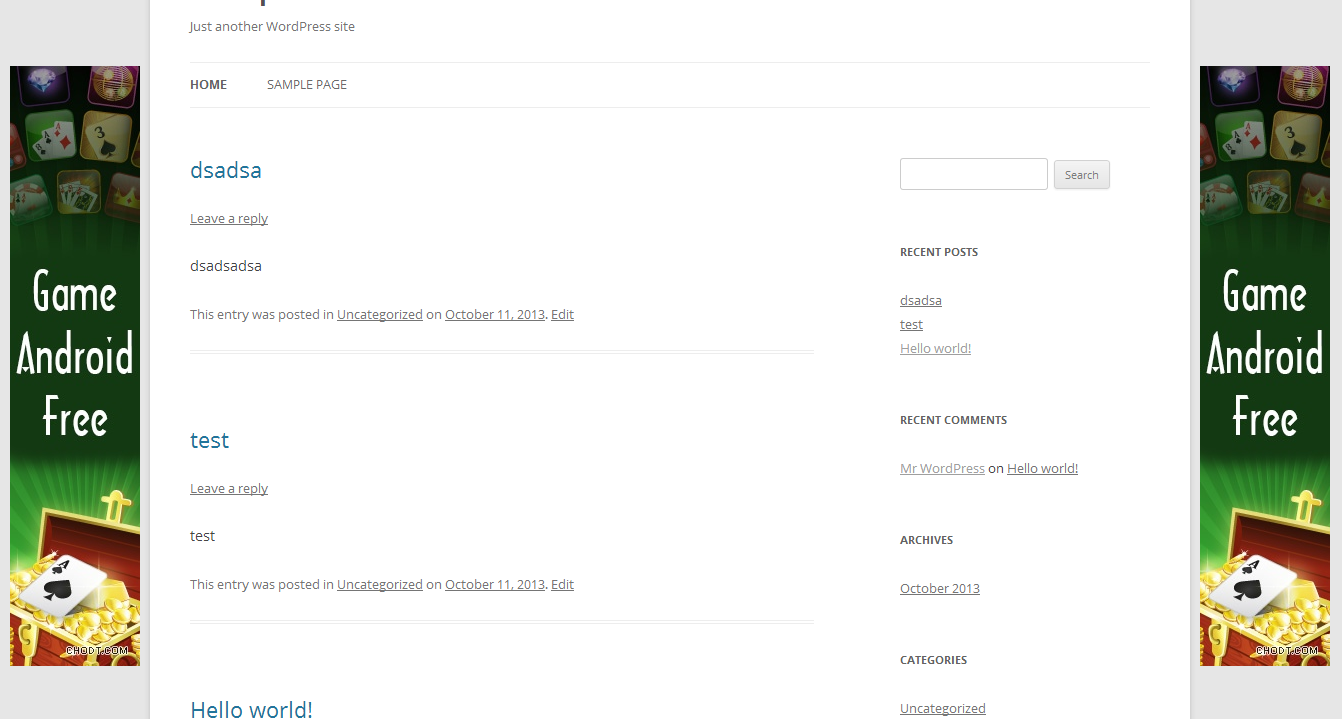 Just another WordPress site
HOME
SAMPLE PAGE
dsadsa
Leave a reply
dsadsadsa
This entry was posted in Uncategorized on October 11, 2013. Edit
test
Leave a reply
test
This entry was posted in Uncategorized on October 11, 2013. Edit
Hello world!
Search
RECENT POSTS
dsadsa
test
Hello world!
RECENT COMMENTS
Mr WordPress on Hello world!
ARCHIVES
October 2013
CATEGORIES
Uncategorized
3
A
Game
Android
Free
A
CHODT.COM
3
A
Game
Android
Free
A
CHODT.COM